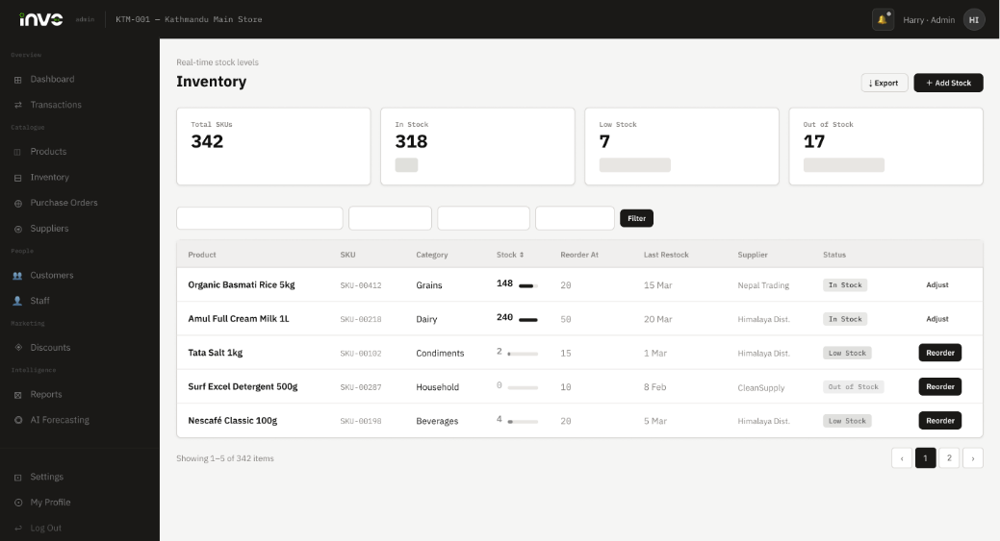 invo admin KTM-001 — Kathmandu Main Store Harry · Admin HI
Overview
Dashboard
Transactions
Catalogue
Products
Inventory
Purchase Orders
Suppliers
People
Customers
Staff
Marketing
Discounts
Intelligence
Reports
AI Forecasting
Settings
My Profile
Log Out
Real-time stock levels
Inventory
↓ Export + Add Stock
Total SKUs
342
In Stock
318
Low Stock
7
Out of Stock
17
Filter
Product SKU Category Stock ↕ Reorder At Last Restock Supplier Status
Organic Basmati Rice 5kg SKU-00412 Grains 148 20 15 Mar Nepal Trading In Stock Adjust
Amul Full Cream Milk 1L SKU-00218 Dairy 240 50 20 Mar Himalaya Dist. In Stock Adjust
Tata Salt 1kg SKU-00102 Condiments 2 15 1 Mar Himalaya Dist. Low Stock Reorder
Surf Excel Detergent 500g SKU-00287 Household 0 10 8 Feb CleanSupply Out of Stock Reorder
Nescafé Classic 100g SKU-00198 Beverages 4 20 5 Mar Himalaya Dist. Low Stock Reorder
Showing 1–5 of 342 items ‹ 1 2 ›